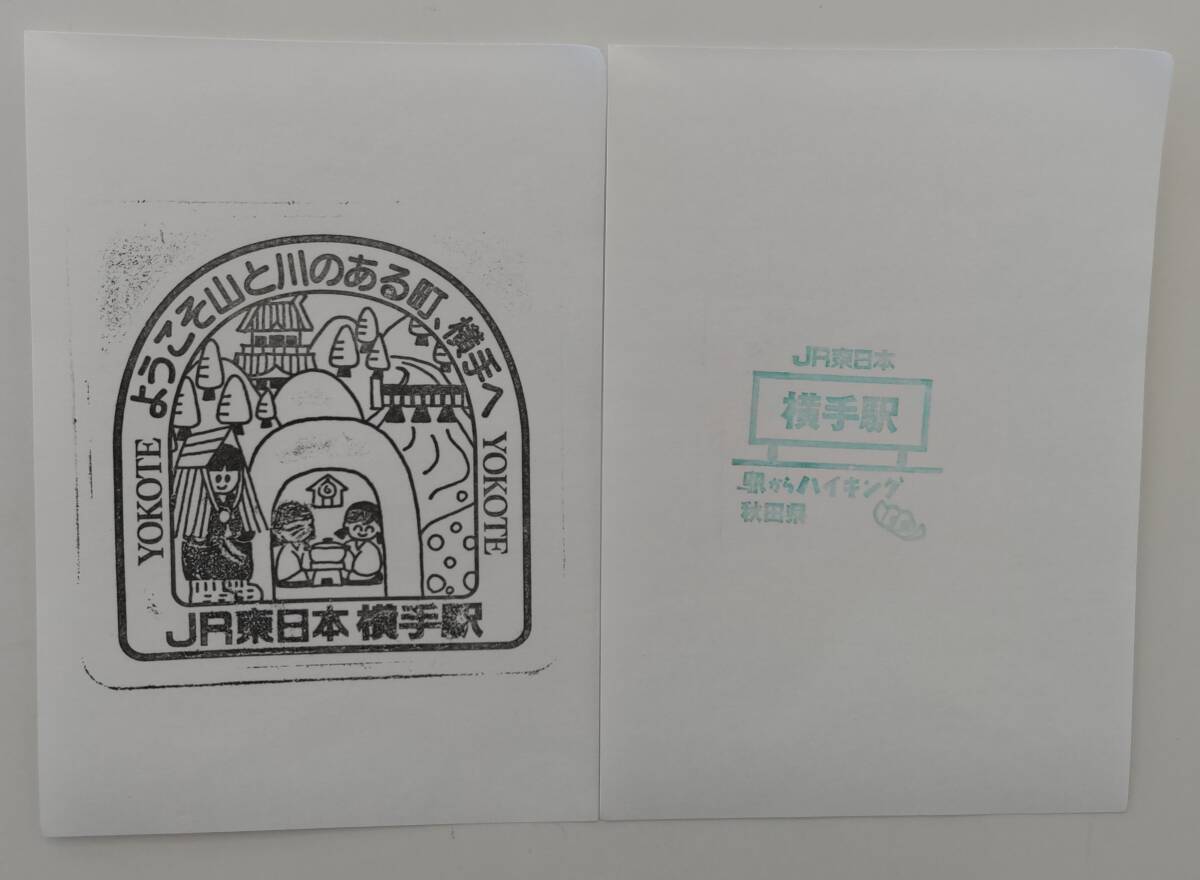 ようこそ山と川のある町、横手へ
YOKOTE
YOKOTE
JR東日本 横手駅
JR東日本
横手駅
駅からハイキング
秋田県